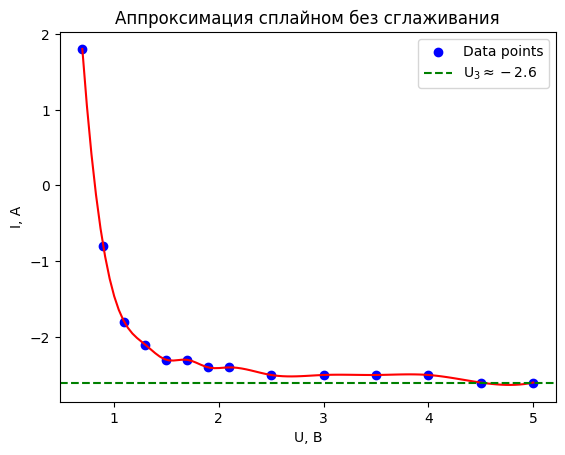 Аппроксимация сплайном без сглаживания
Data points
U₃ ≈ −2.6
I, A
2
1
0
−1
−2
1
2
3
4
5
U, В